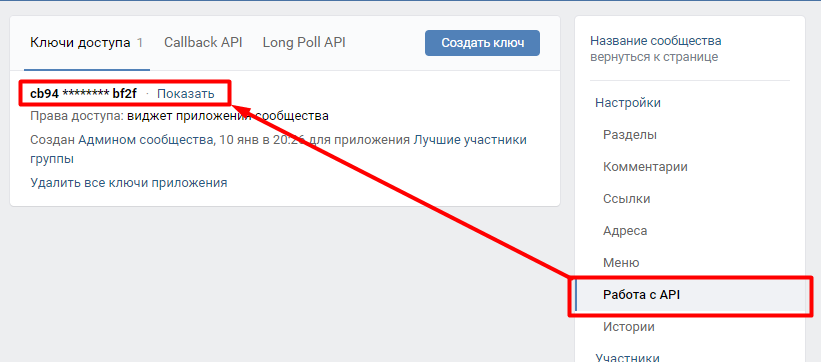 Ключи доступа 1 Callback API Long Poll API Создать ключ
cb94 ******** bf2f · Показать
Права доступа: виджет приложений сообщества
Создан Админом сообщества, 10 янв в 20:26 для приложения Лучшие участники
группы
Удалить все ключи приложения
Название сообщества
вернуться к странице
Настройки
Разделы
Комментарии
Ссылки
Адреса
Меню
Работа с API
Истории
Участники